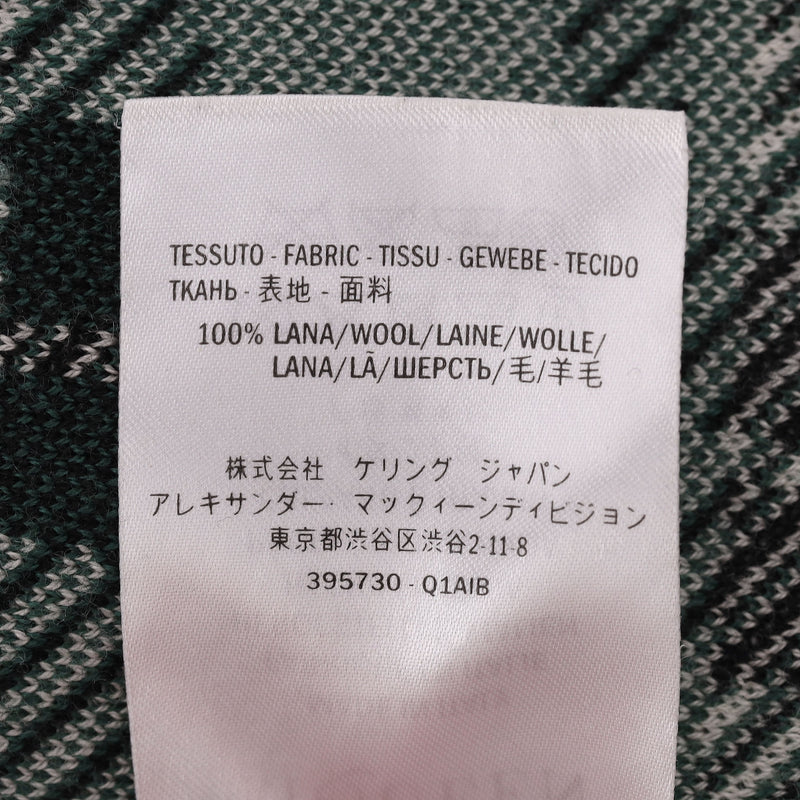 TESSUTO - FABRIC - TISSU - GEWEBE - TECIDO
ТКАНЬ - 表地 - 面料
100% LANA/WOOL/LAINE/WOLLE/
LANA/LÃ/ШЕРСТЬ/毛/羊毛
株式会社 ケリング ジャパン
アレキサンダー・マックィーンディビジョン
東京都渋谷区渋谷2-11-8
395730 - Q1AIB